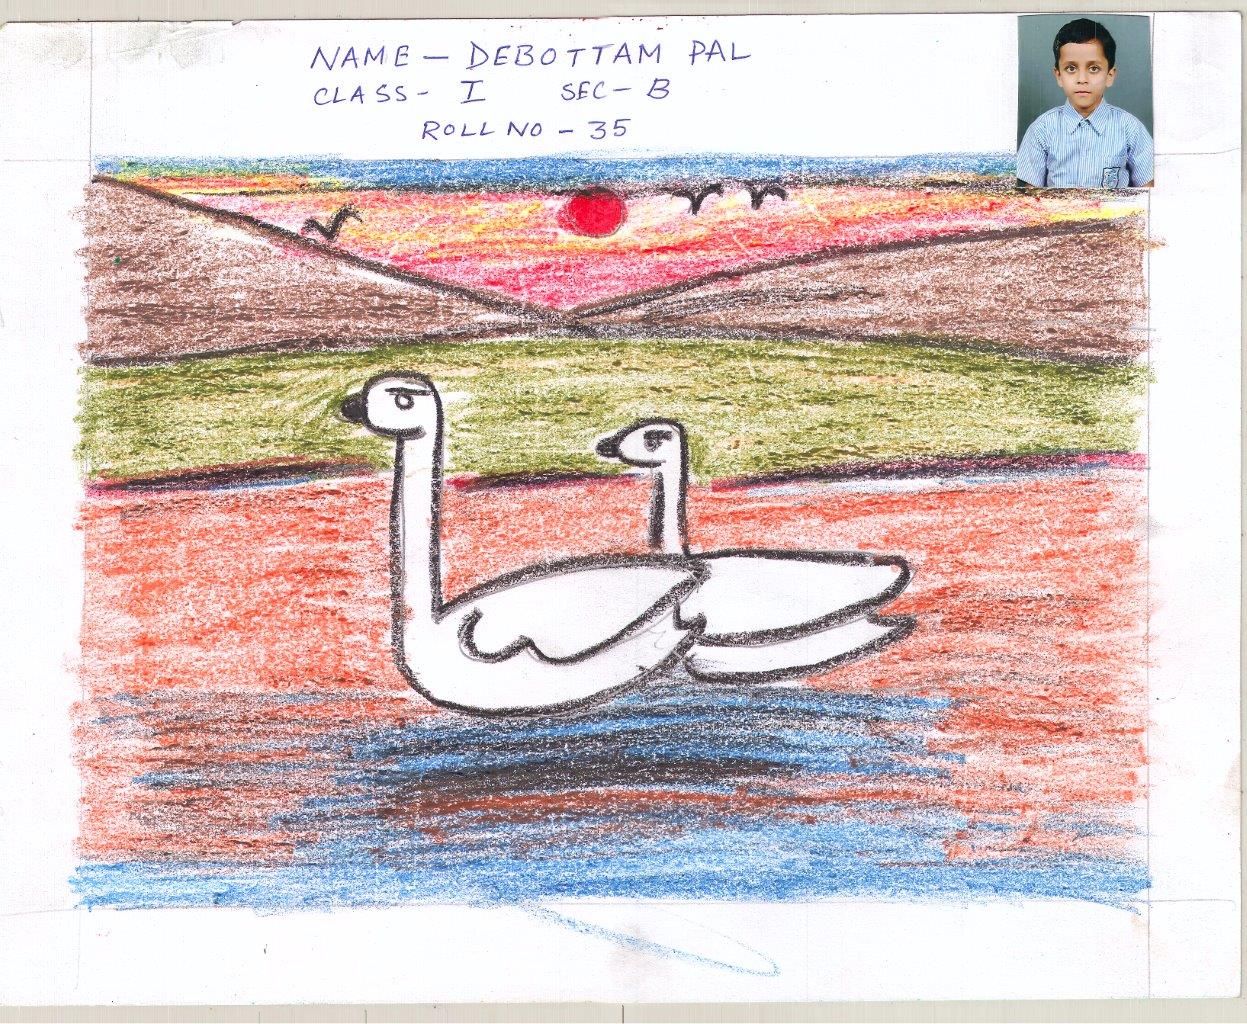 NAME – DEBOTTAM PAL
CLASS- I SEC- B
ROLL NO - 35